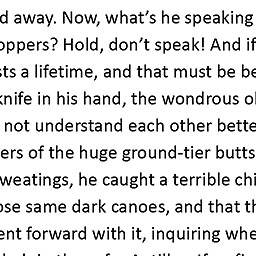 d away. Now, what's he speaking
oppers? Hold, don't speak! And if
sts a lifetime, and that must be be
knife in his hand, the wondrous o
not understand each other bette
ers of the huge ground-tier butts
weatings, he caught a terrible chi
ose same dark canoes, and that th
ent forward with it, inquiring whe